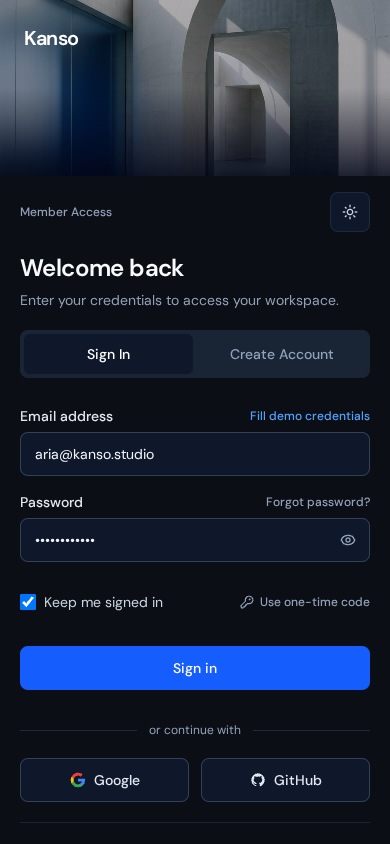 Kanso
Member Access
Welcome back
Enter your credentials to access your workspace.
Sign In
Create Account
Email address
Fill demo credentials
aria@kanso.studio
Password
Forgot password?
••••••••••••
Keep me signed in
Use one-time code
Sign in
or continue with
Google
GitHub